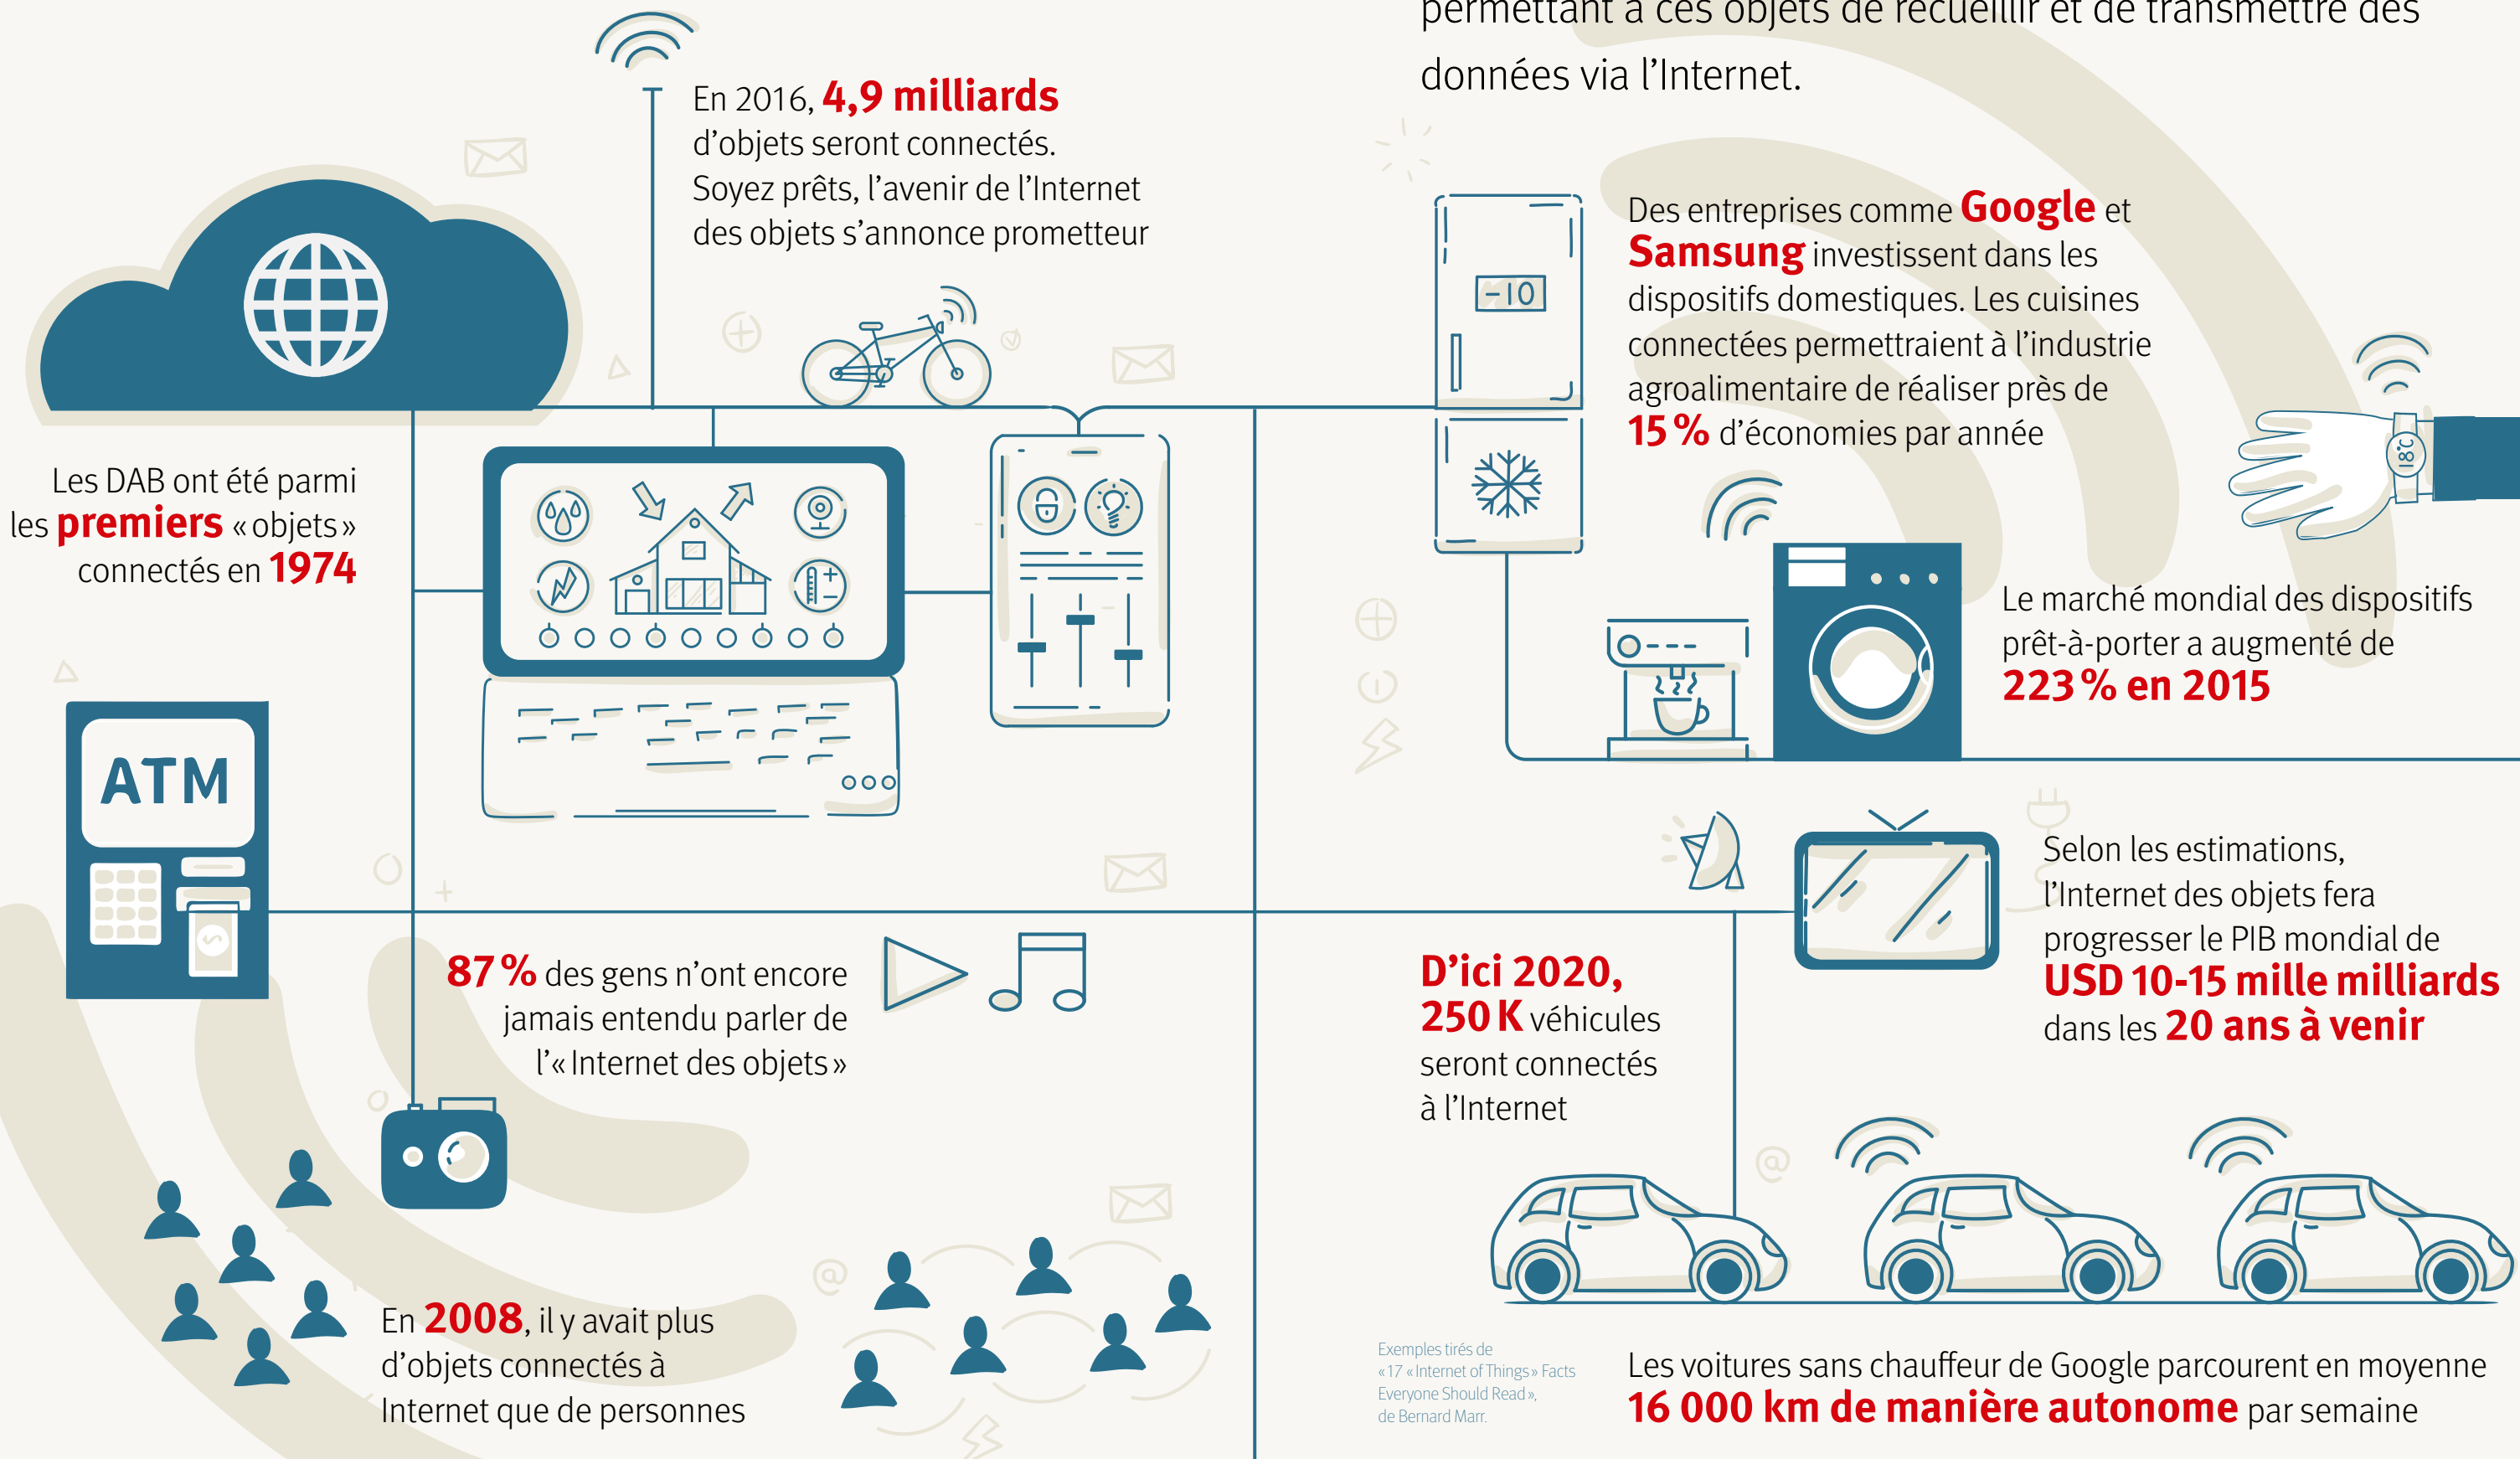 permettant à ces objets de recueillir et de transmettre des
données via l’Internet.
En 2016, 4,9 milliards
d’objets seront connectés.
Soyez prêts, l’avenir de l’Internet
des objets s’annonce prometteur
Des entreprises comme Google et
Samsung investissent dans les
dispositifs domestiques. Les cuisines
connectées permettraient à l’industrie
agroalimentaire de réaliser près de
15 % d’économies par année
-10
18°C
Les DAB ont été parmi
les premiers « objets »
connectés en 1974
Le marché mondial des dispositifs
prêt-à-porter a augmenté de
223 % en 2015
ATM
Selon les estimations,
l’Internet des objets fera
progresser le PIB mondial de
USD 10-15 mille milliards
dans les 20 ans à venir
87 % des gens n’ont encore
jamais entendu parler de
l’« Internet des objets »
D’ici 2020,
250 K véhicules
seront connectés
à l’Internet
En 2008, il y avait plus
d’objets connectés à
Internet que de personnes
Exemples tirés de
« 17 « Internet of Things » Facts
Everyone Should Read »,
de Bernard Marr.
Les voitures sans chauffeur de Google parcourent en moyenne
16 000 km de manière autonome par semaine